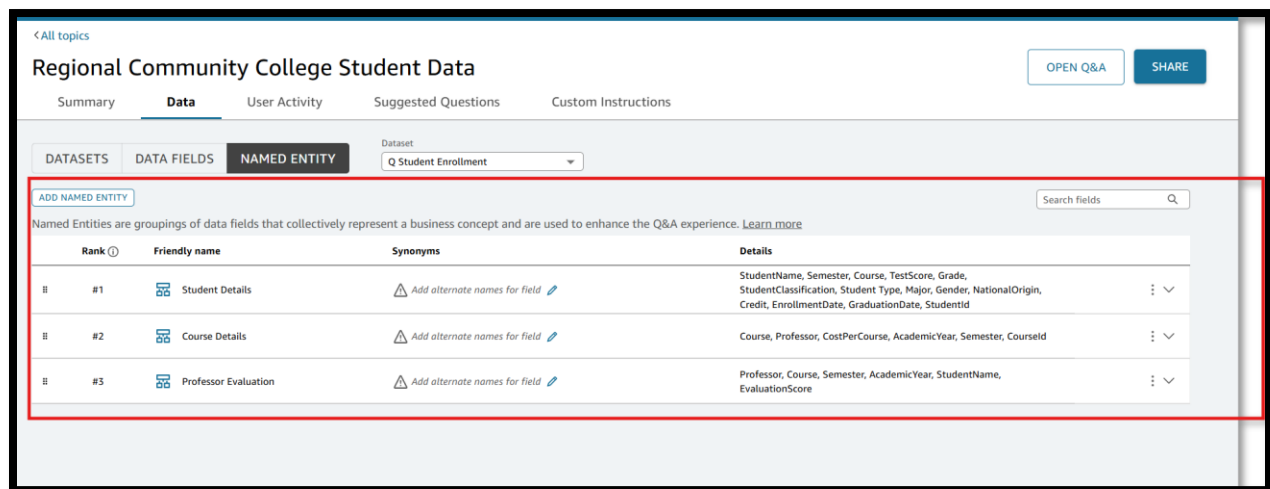 <All topics
Regional Community College Student Data
OPEN Q&A
SHARE
Summary
Data
User Activity
Suggested Questions
Custom Instructions
DATASETS
DATA FIELDS
NAMED ENTITY
Dataset
Q Student Enrollment
ADD NAMED ENTITY
Search fields
Named Entities are groupings of data fields that collectively represent a business concept and are used to enhance the Q&A experience. Learn more
Rank
Friendly name
Synonyms
Details
#1
Student Details
Add alternate names for field
StudentName, Semester, Course, TestScore, Grade,
StudentClassification, Student Type, Major, Gender, NationalOrigin,
Credit, EnrollmentDate, GraduationDate, StudentId
#2
Course Details
Add alternate names for field
Course, Professor, CostPerCourse, AcademicYear, Semester, CourseId
#3
Professor Evaluation
Add alternate names for field
Professor, Course, Semester, AcademicYear, StudentName,
EvaluationScore